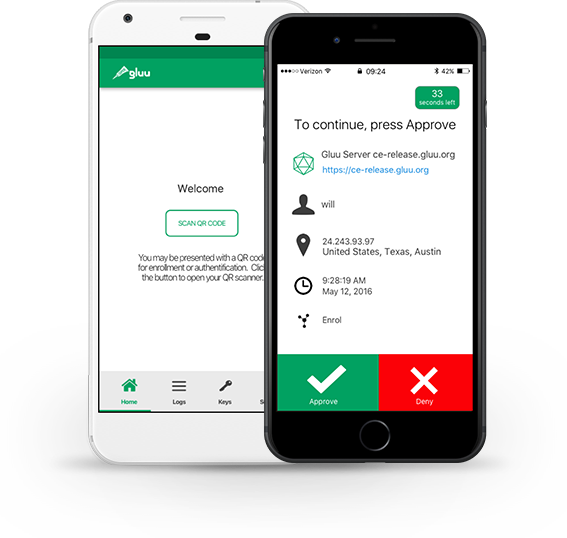 gluu
Welcome
SCAN QR CODE
You may be presented with a QR code
for enrollment or authentification. Clic
the button to open your QR scanner.
Home
Logs
Keys
Verizon
09:24
42%
33
seconds left
To continue, press Approve
Gluu Server ce-release.gluu.org
https://ce-release.gluu.org
will
24.243.93.97
United States, Texas, Austin
9:28:19 AM
May 12, 2016
Enrol
Approve
Deny